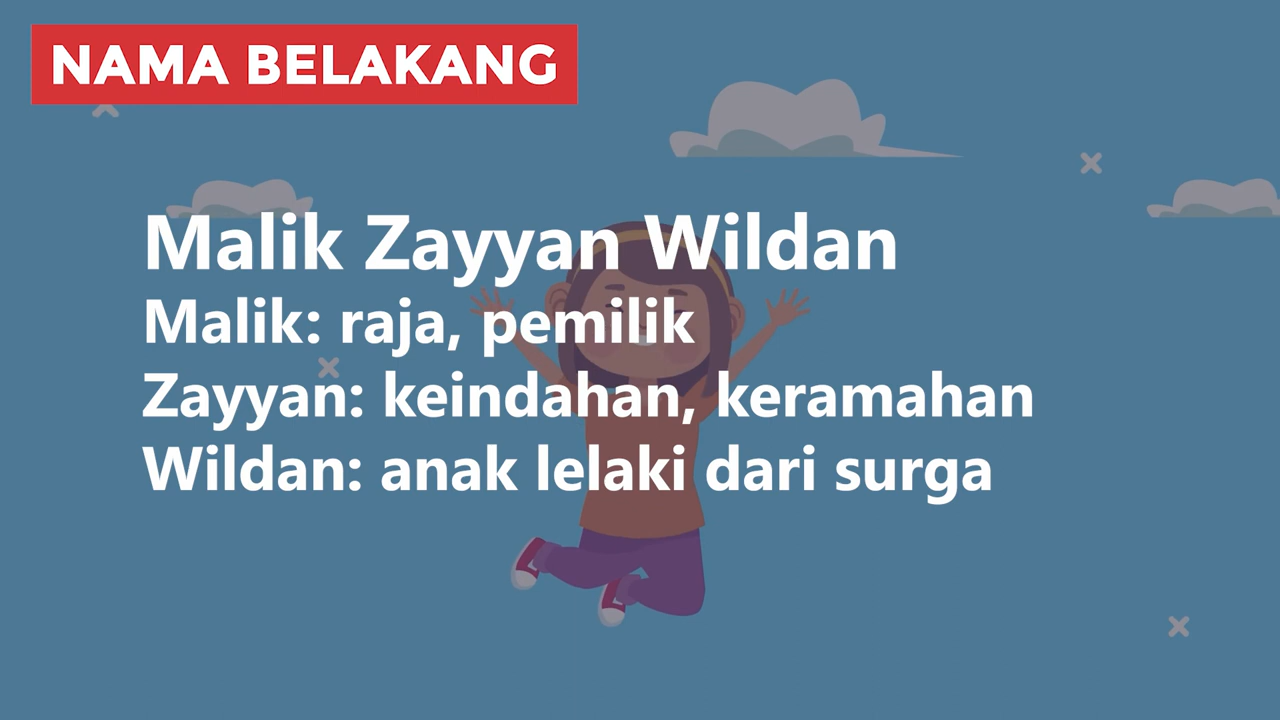 NAMA BELAKANG
Malik Zayyan Wildan
Malik: raja, pemilik
Zayyan: keindahan, keramahan
Wildan: anak lelaki dari surga